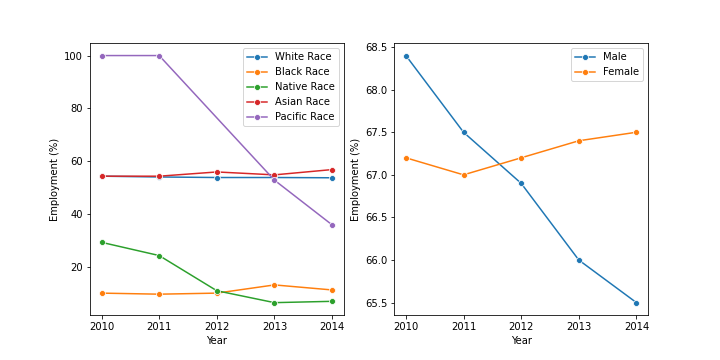 100
80
60
40
20
Employment (%)
2010 2011 2012 2013 2014
Year
White Race
Black Race
Native Race
Asian Race
Pacific Race
68.5
68.0
67.5
67.0
66.5
66.0
65.5
Employment (%)
2010 2011 2012 2013 2014
Year
Male
Female